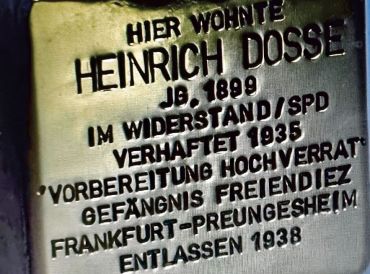 HIER WOHNTE
HEINRICH DOSSE
JG. 1899
IM WIDERSTAND/SPD
VERHAFTET 1935
"VORBEREITUNG HOCHVERRAT"
GEFÄNGNIS FREIENDIEZ
FRANKFURT-PREUNGESHEIM
ENTLASSEN 1938